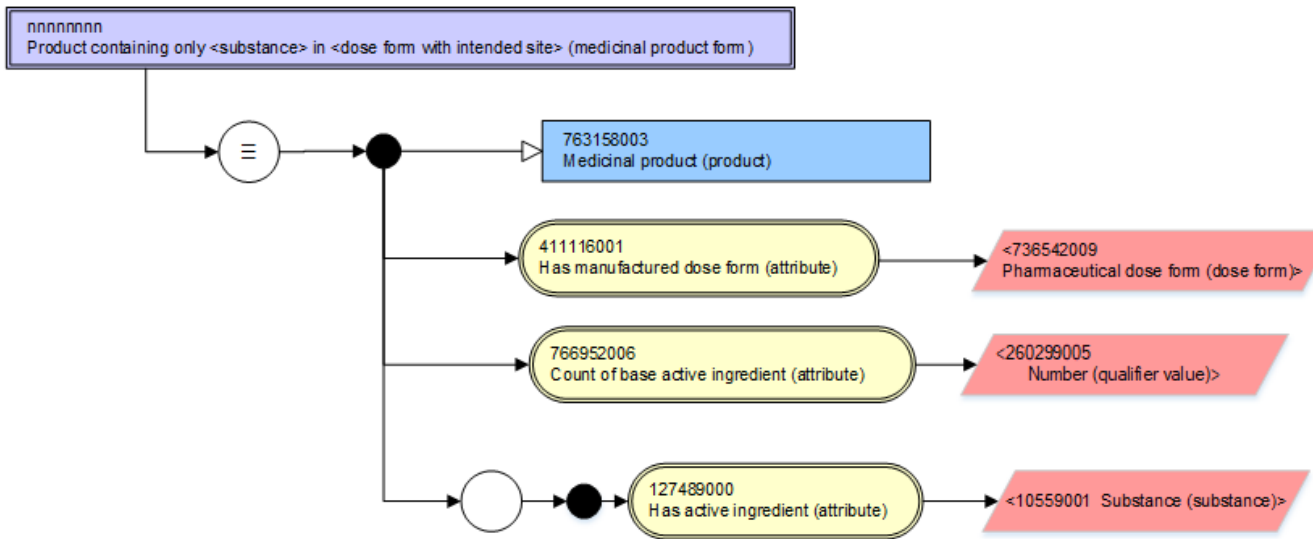 nnnnnnnn
Product containing only <substance> in <dose form with intended site> (medicinal product form)
≡
763158003
Medicinal product (product)
411116001
Has manufactured dose form (attribute)
<736542009
Pharmaceutical dose form (dose form)>
766952006
Count of base active ingredient (attribute)
<260299005
Number (qualifier value)>
127489000
Has active ingredient (attribute)
<10559001 Substance (substance)>